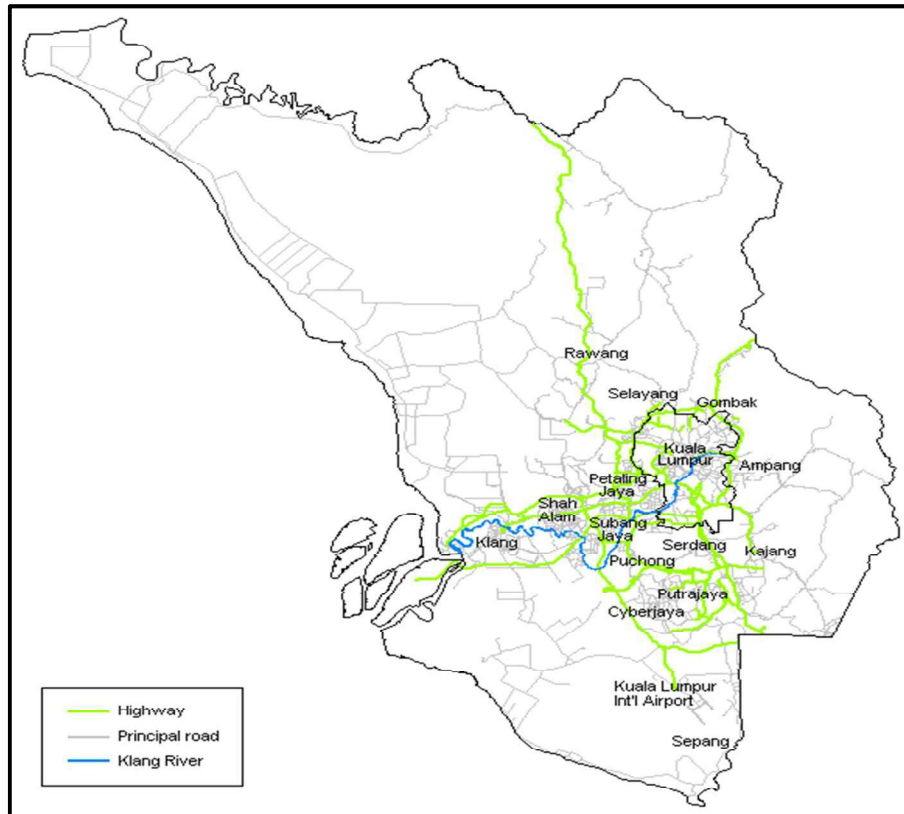 Rawang
Selayang
Gombak
Kuala
Lumpur
Ampang
Petaling
Jaya
Shah
Alam
Subang
Jaya
Klang
Serdang
Kajang
Puchong
Putrajaya
Cyberjaya
Kuala Lumpur
Int'l Airport
Sepang
Highway
Principal road
Klang River